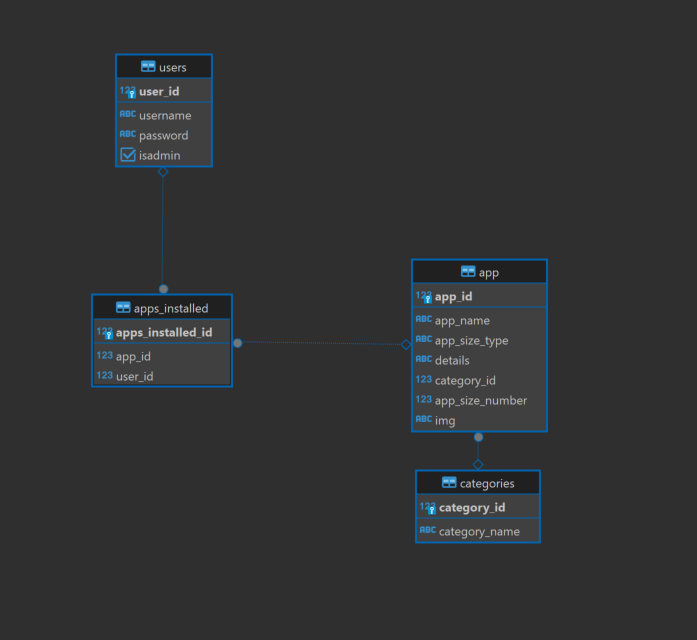 users
123 user_id
ABC username
ABC password
isadmin
apps_installed
123 apps_installed_id
123 app_id
123 user_id
app
123 app_id
ABC app_name
ABC app_size_type
ABC details
123 category_id
123 app_size_number
ABC img
categories
123 category_id
ABC category_name